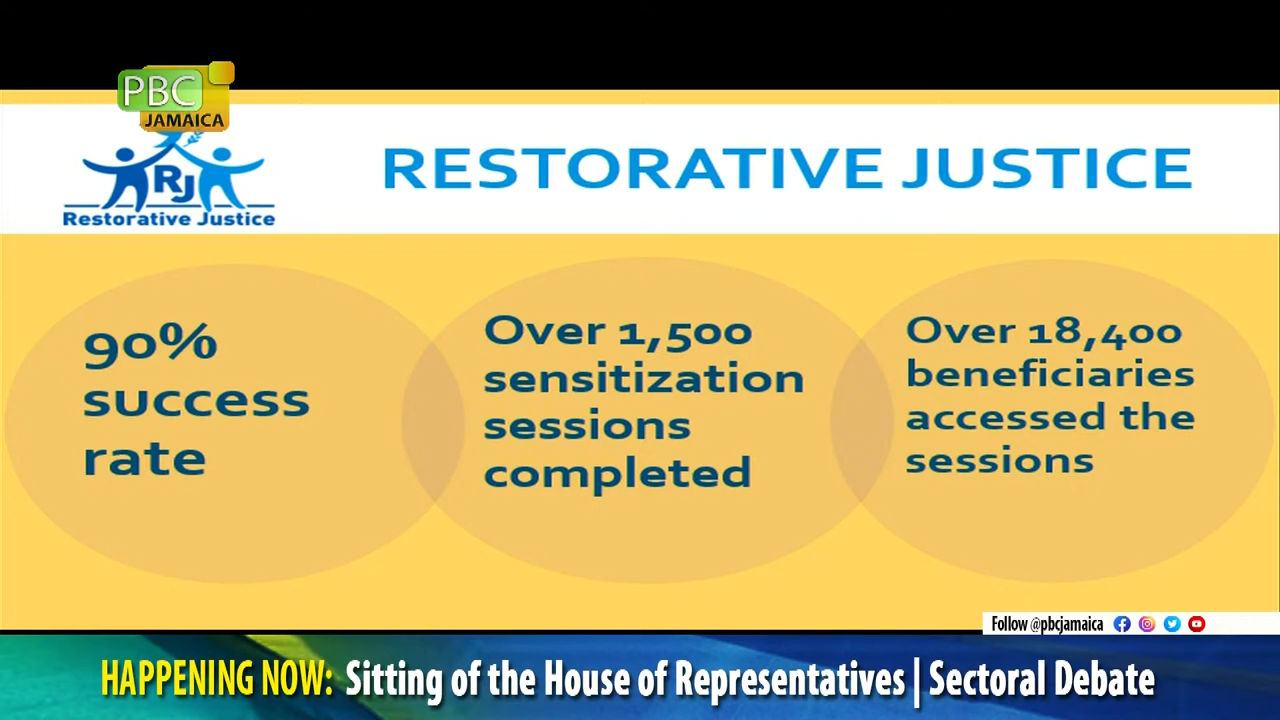 PBC
JAMAICA
RJ
Restorative Justice
RESTORATIVE JUSTICE
90%
success
rate
Over 1,500
sensitization
sessions
completed
Over 18,400
beneficiaries
accessed the
sessions
Follow @pbcjamaica
HAPPENING NOW: Sitting of the House of Representatives | Sectoral Debate